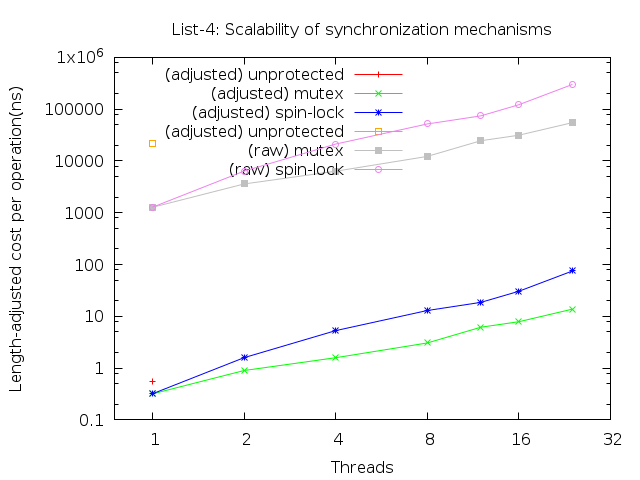 List-4: Scalability of synchronization mechanisms
Length-adjusted cost per operation(ns)
1x10^6
100000
10000
1000
100
10
1
0.1
(adjusted) unprotected
(adjusted) mutex
(adjusted) spin-lock
(adjusted) unprotected
(raw) mutex
(raw) spin-lock
1 2 4 8 16 32
Threads